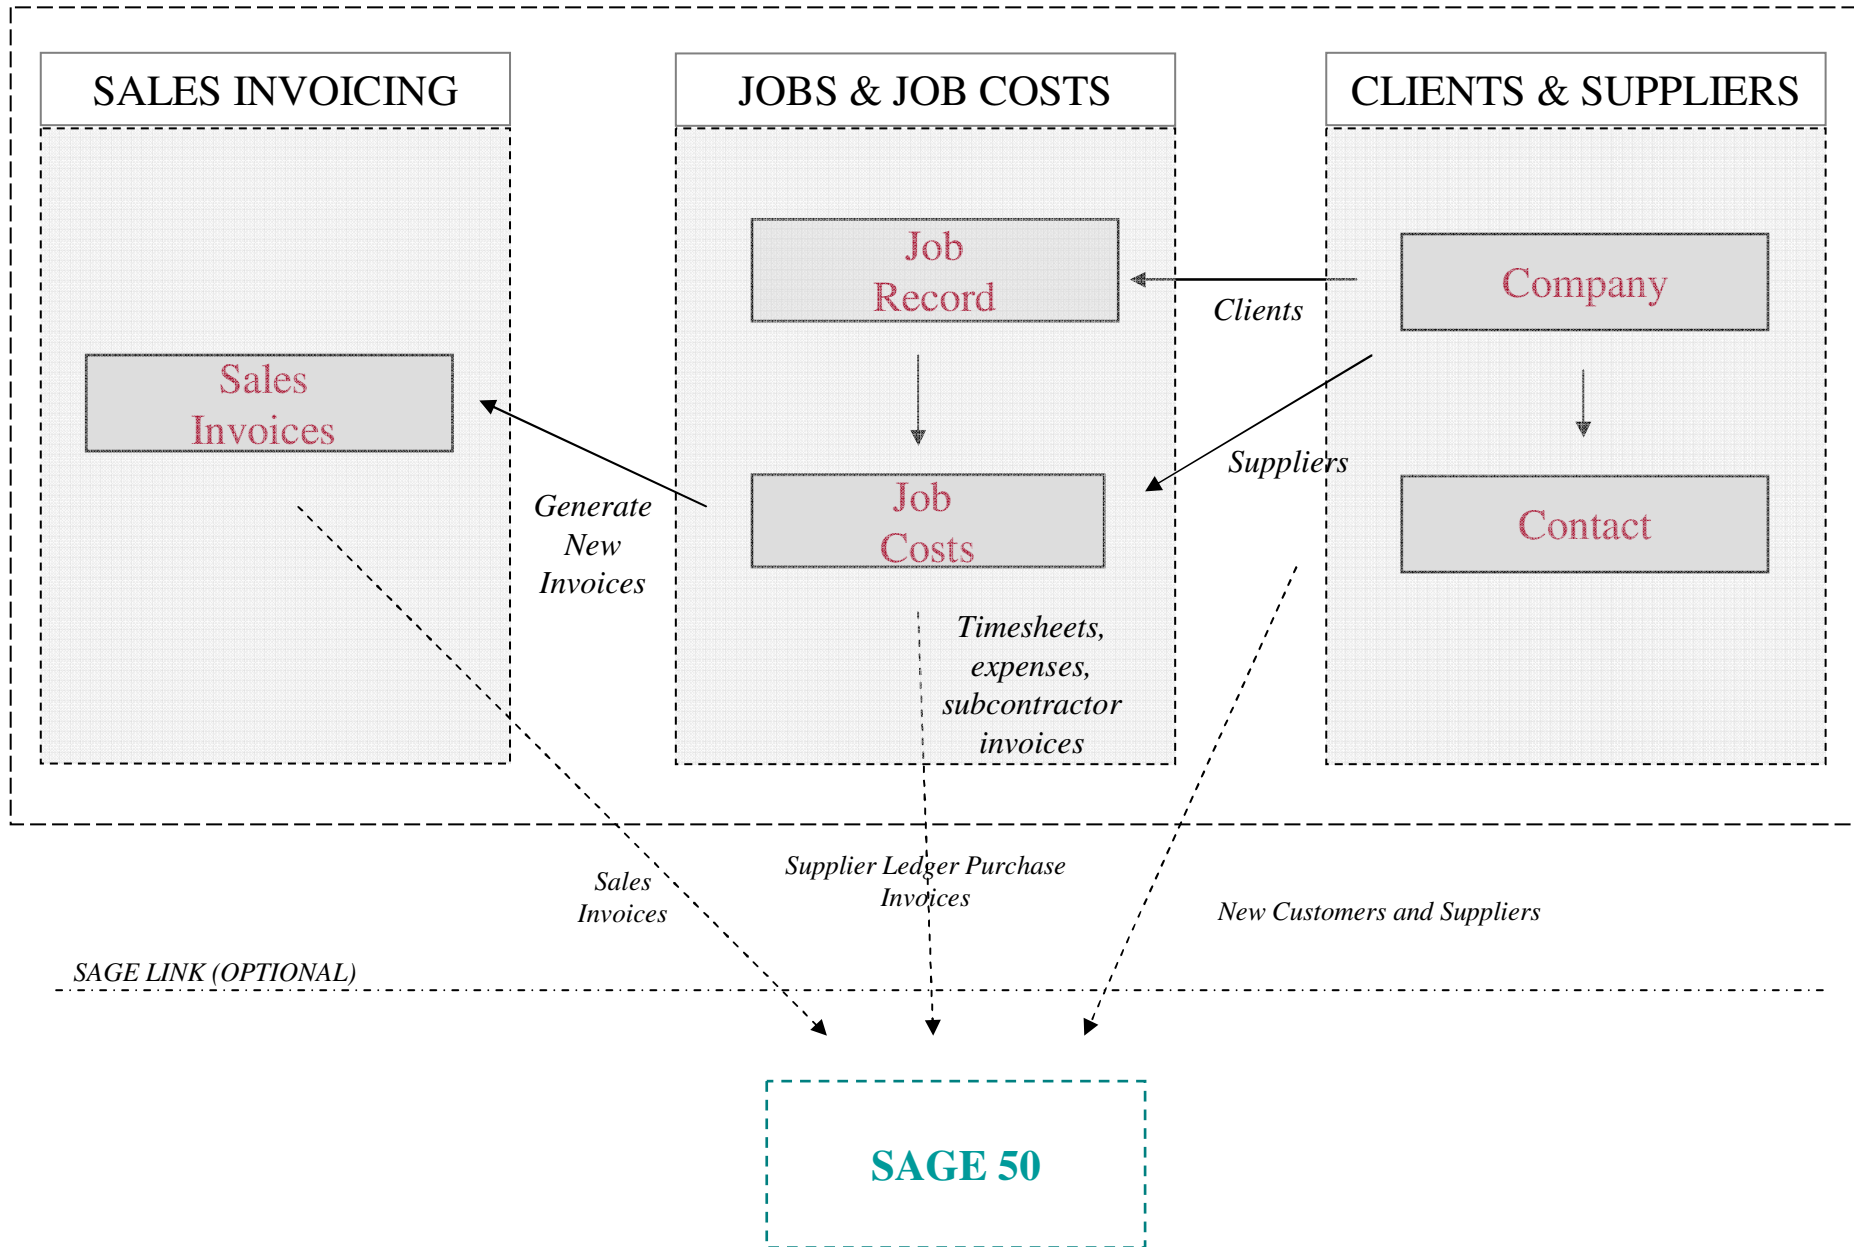 SALES INVOICING
JOBS & JOB COSTS
CLIENTS & SUPPLIERS
Job
Record
Company
Clients
Sales
Invoices
Suppliers
Job
Costs
Contact
Generate
New
Invoices
Timesheets,
expenses,
subcontractor
invoices
Sales
Invoices
Supplier Ledger Purchase
Invoices
New Customers and Suppliers
SAGE LINK (OPTIONAL)
SAGE 50